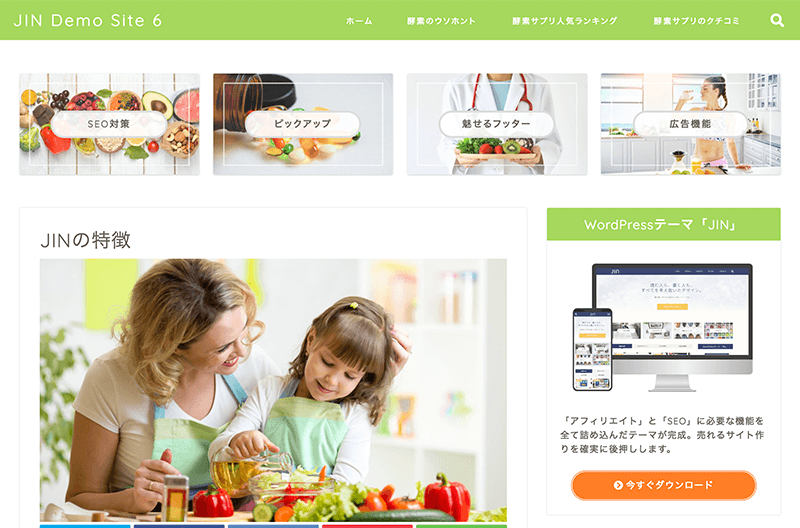 JIN Demo Site 6
ホーム
酵素のウソホント
酵素サプリ人気ランキング
酵素サプリのクチコミ
SEO対策
ピックアップ
魅せるフッター
広告機能
JINの特徴
WordPressテーマ「JIN」
JIN
「アフィリエイト」と「SEO」に必要な機能を
全て詰め込んだテーマが完成。売れるサイト作
りを確実に後押しします。
今すぐダウンロード